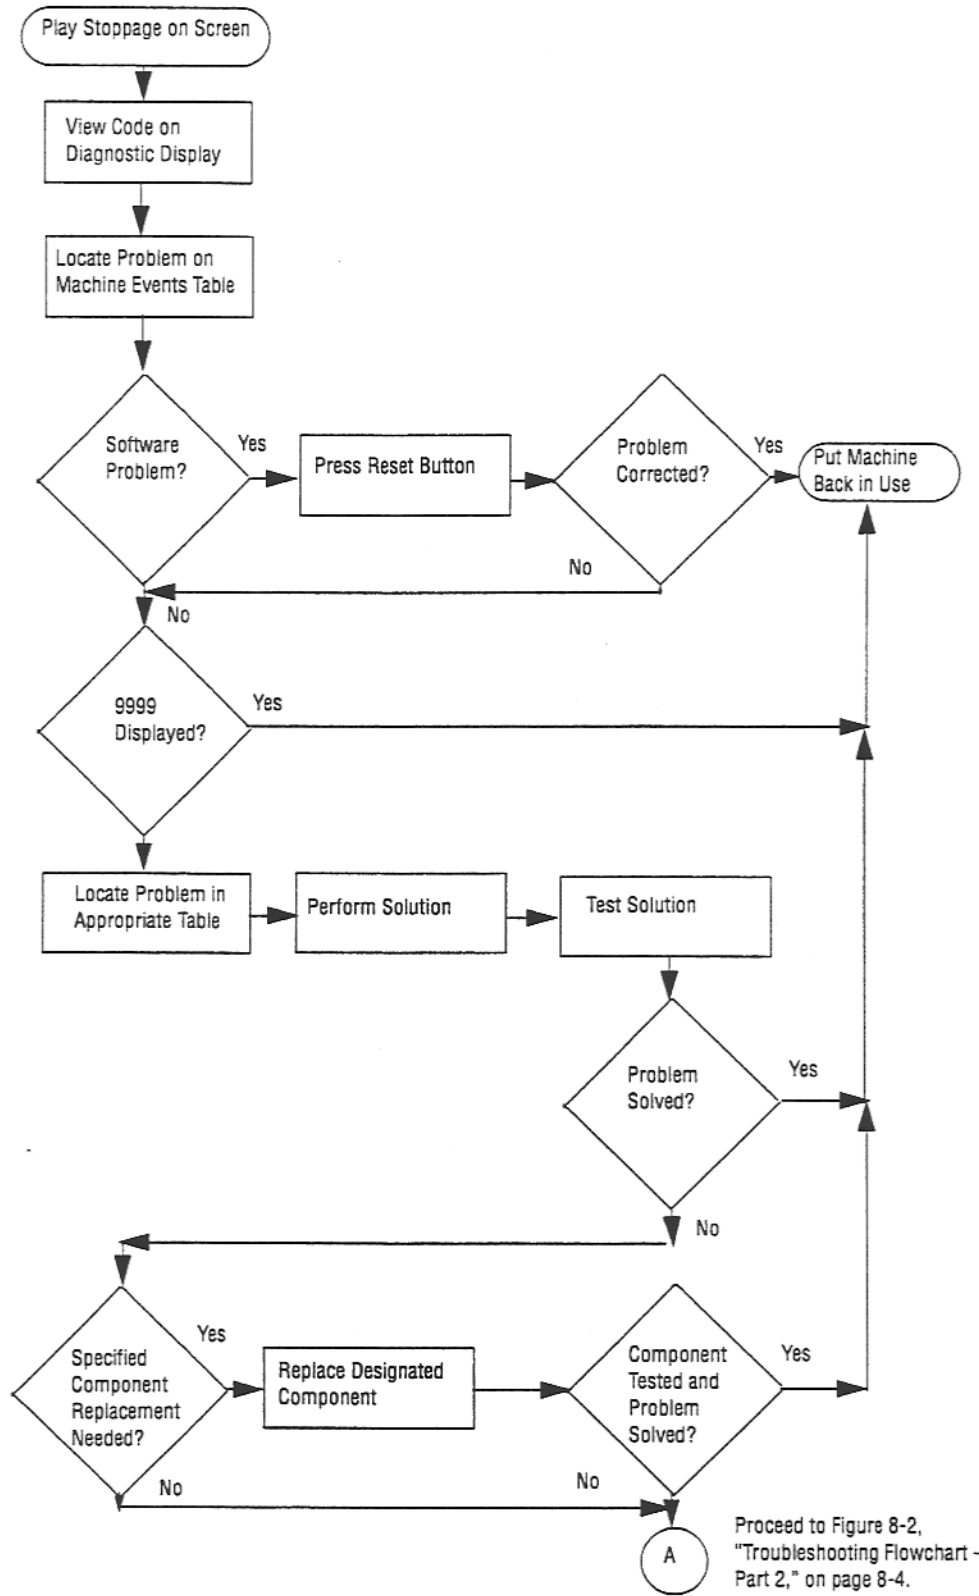 Play Stoppage on Screen
View Code on
Diagnostic Display
Locate Problem on
Machine Events Table
Software
Problem?
Yes
Press Reset Button
Problem
Corrected?
Yes
Put Machine
Back in Use
No
No
9999
Displayed?
Yes
Locate Problem in
Appropriate Table
Perform Solution
Test Solution
Problem
Solved?
Yes
No
Specified
Component
Replacement
Needed?
Yes
Replace Designated
Component
Component
Tested and
Problem
Solved?
Yes
No
No
A
Proceed to Figure 8-2,
"Troubleshooting Flowchart -
Part 2," on page 8-4.